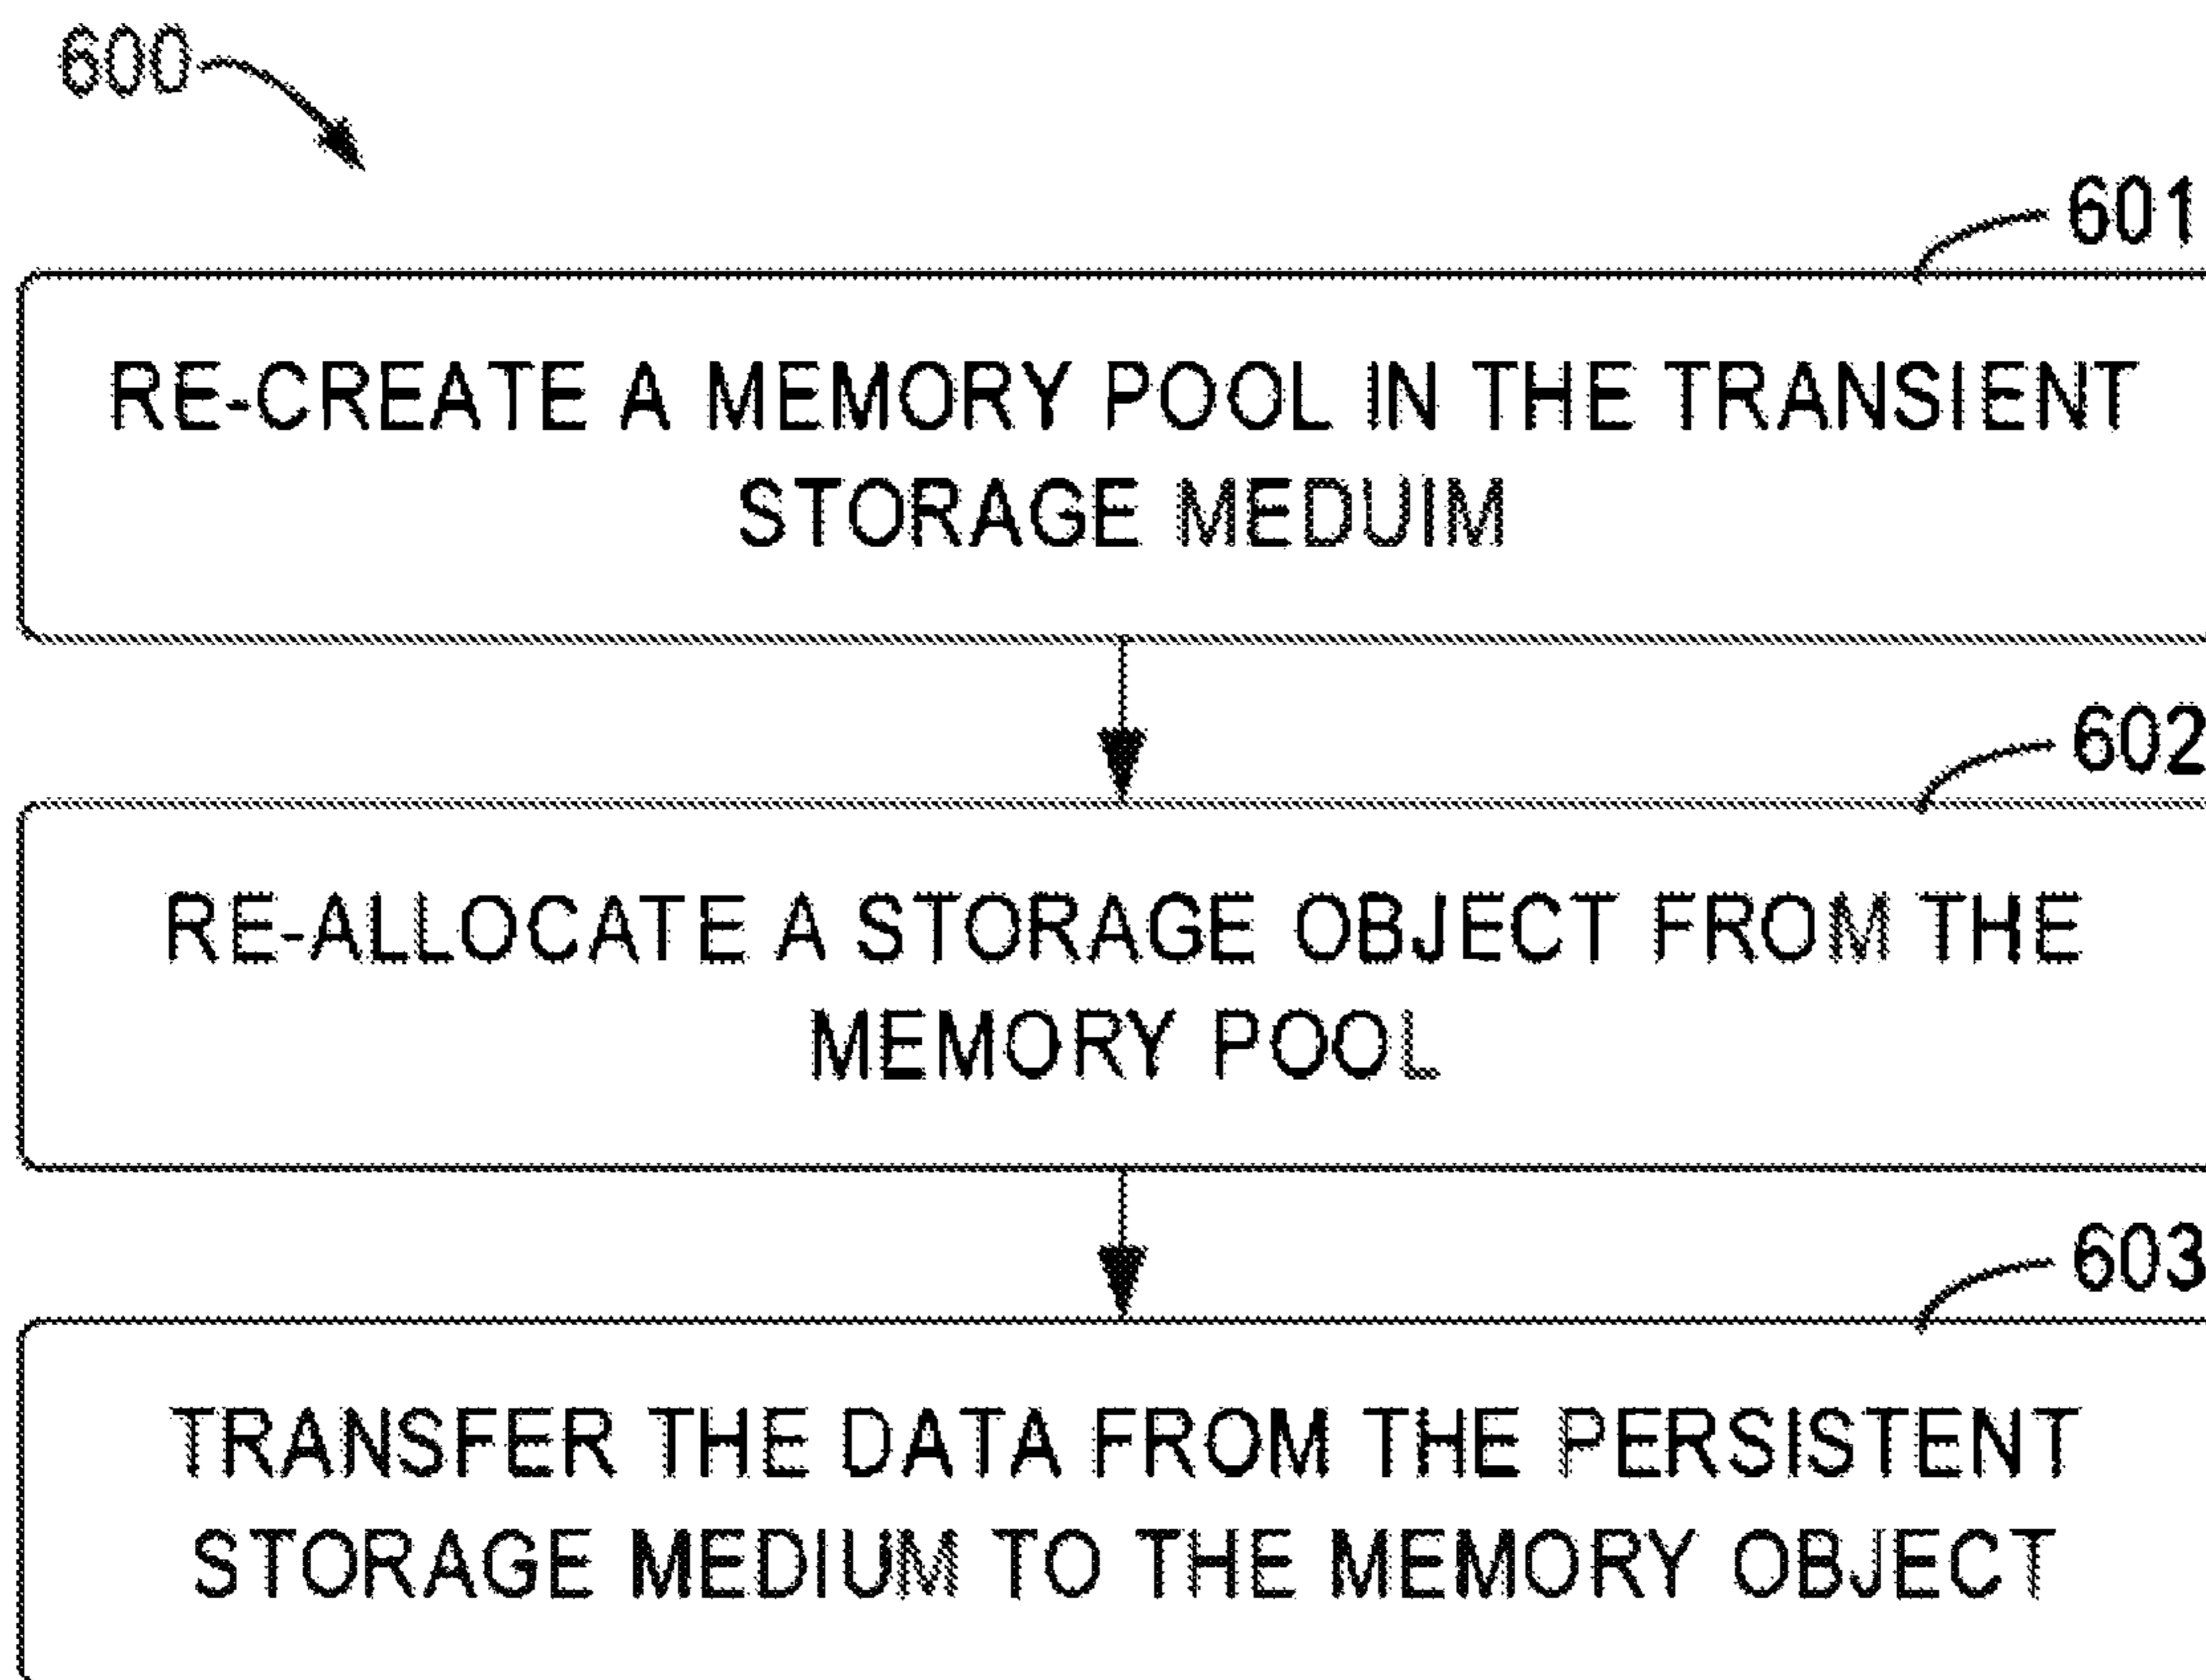 600
601
RE-CREATE A MEMORY POOL IN THE TRANSIENT
STORAGE MEDUIM
602
RE-ALLOCATE A STORAGE OBJECT FROM THE
MEMORY POOL
603
TRANSFER THE DATA FROM THE PERSISTENT
STORAGE MEDIUM TO THE MEMORY OBJECT